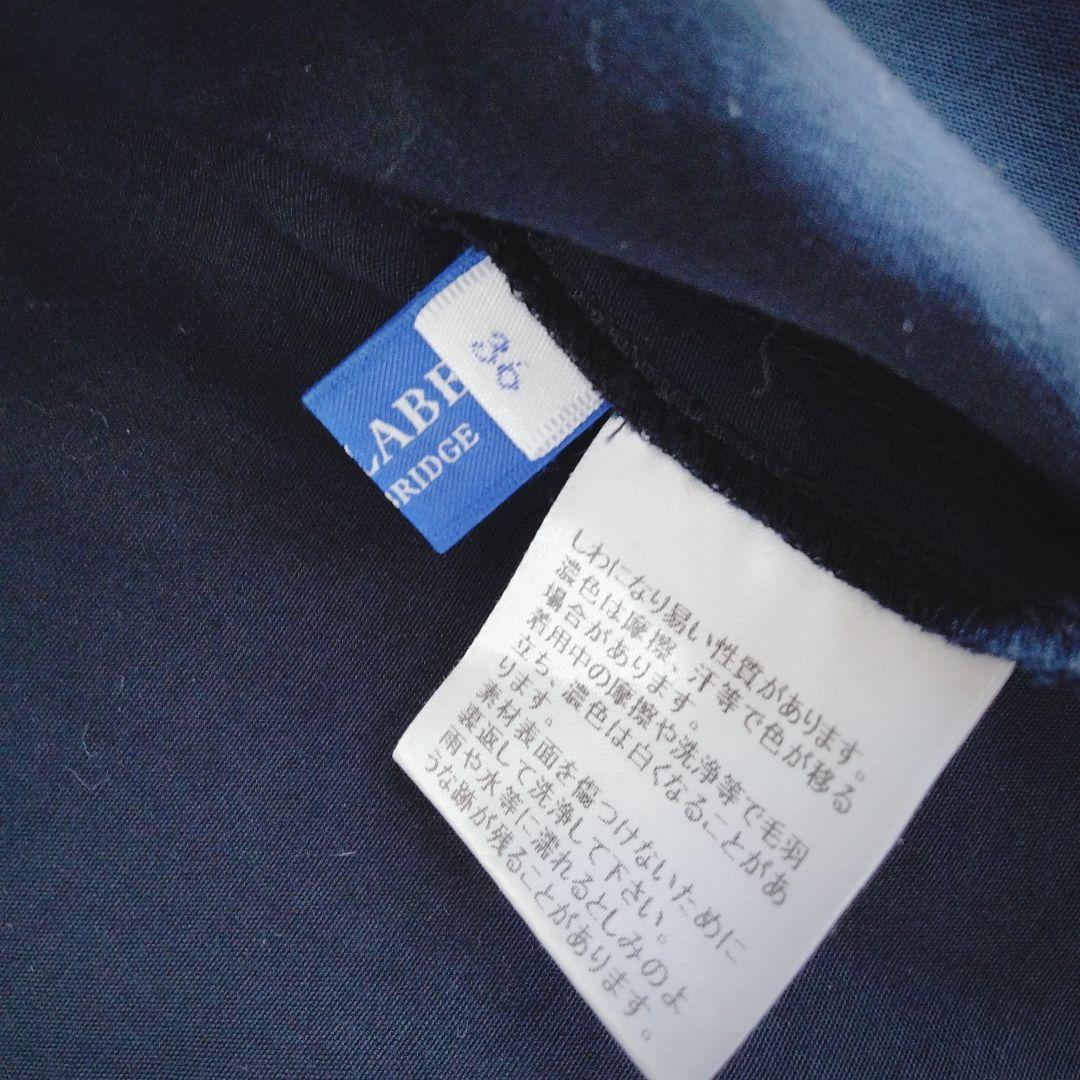 LABE
RIDGE
36
しわになり易い性質があります。
濃色は摩擦、汗等で色が移る
場合があります。
着用中の摩擦や洗浄等で毛羽
立ち、濃色は白くなることがあ
ります。
素材表面を傷つけないために
裏返して洗浄して下さい。
雨や水等に濡れるとしみのよ
うな跡が残ることがあります。